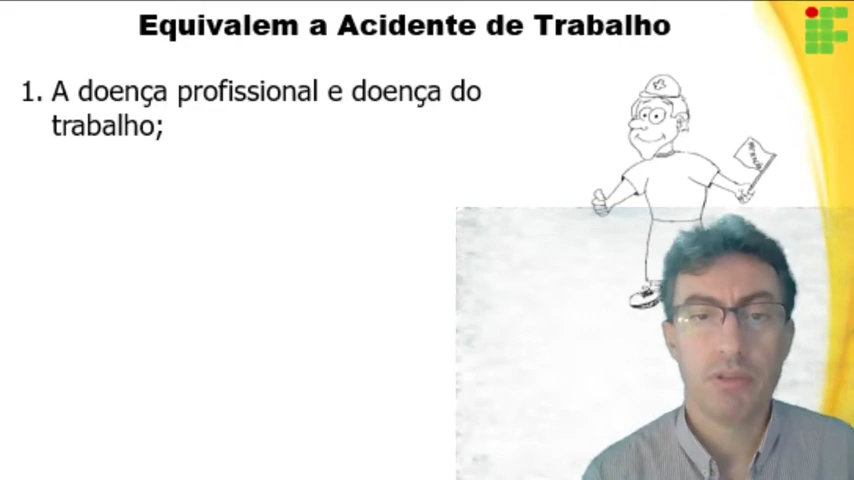 Equivalem a Acidente de Trabalho
1. A doença profissional e doença do
trabalho;